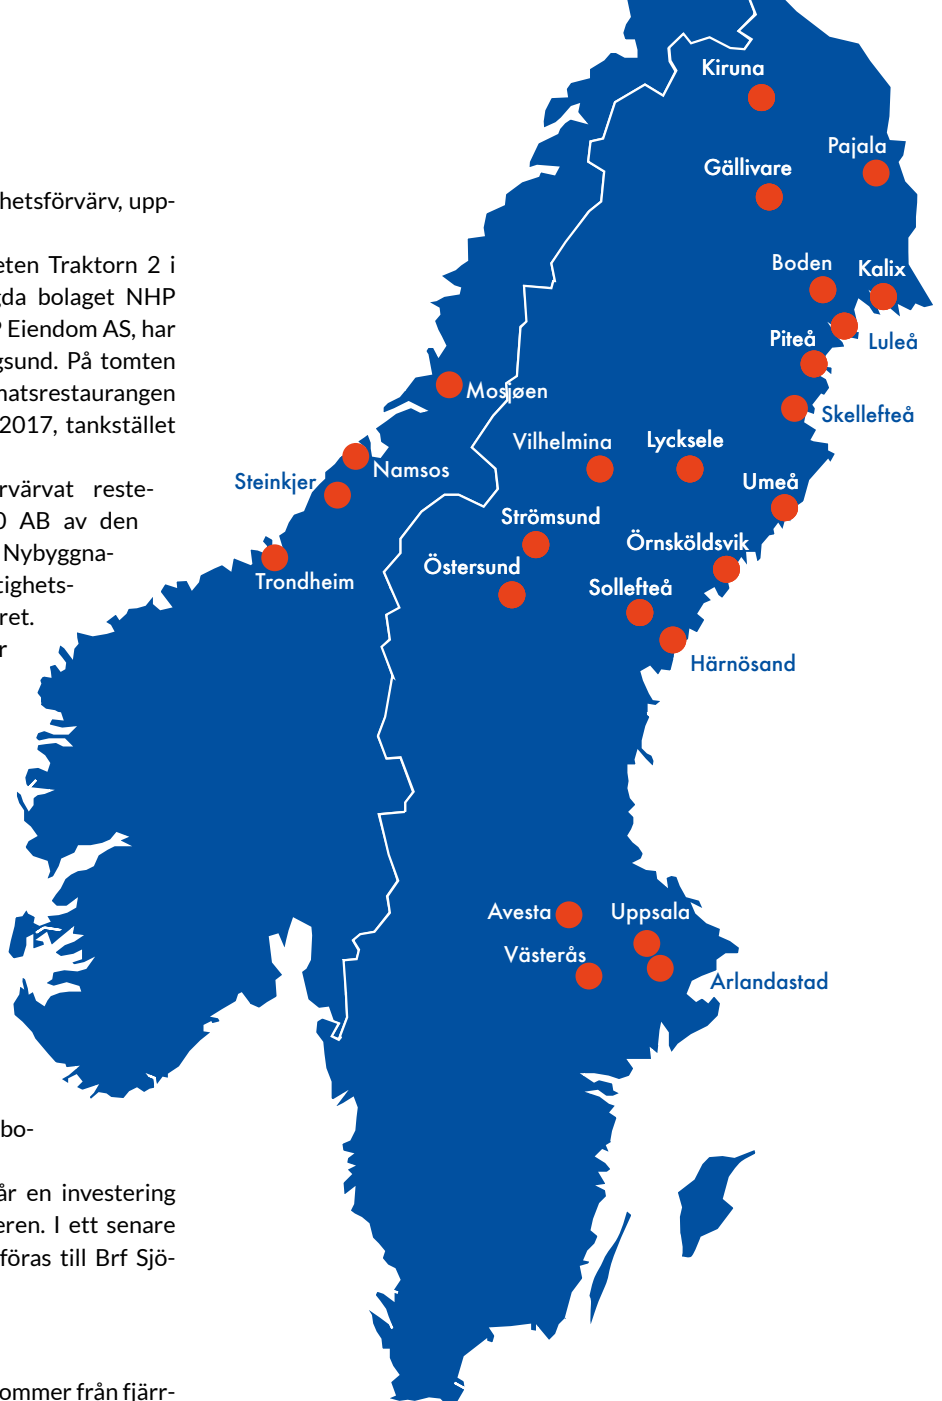 hetsförvärv, upp-
eten Traktorn 2 i
gda bolaget NHP
Eiendom AS, har
gsund. På tomten
matsrestaurangen
2017, tankstället
rvärvat reste-
0 AB av den
Nybyggna-
tighets-
ret.
r
bo-
år en investering
eren. I ett senare
föras till Brf Sjö-
ommer från fjärr-
Kiruna
Pajala
Gällivare
Boden
Kalix
Luleå
Piteå
Skellefteå
Mosjøen
Vilhelmina
Lycksele
Namsos
Steinkjer
Umeå
Strömsund
Örnsköldsvik
Östersund
Trondheim
Sollefteå
Härnösand
Avesta
Uppsala
Västerås
Arlandastad